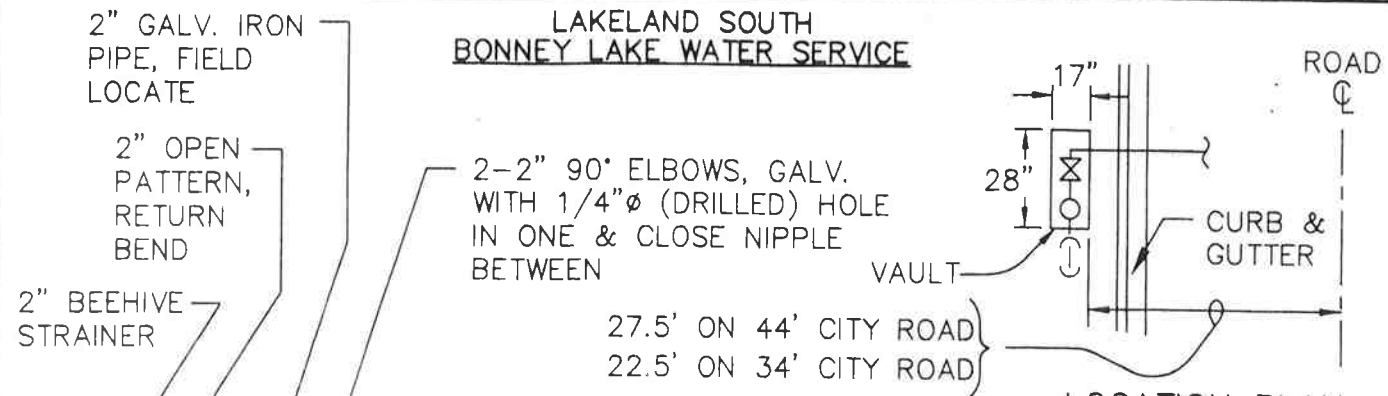 LAKELAND SOUTH
BONNEY LAKE WATER SERVICE
2" GALV. IRON
PIPE, FIELD
LOCATE
2" OPEN
PATTERN,
RETURN
BEND
2" BEEHIVE
STRAINER
2-2" 90° ELBOWS, GALV.
WITH 1/4"ø (DRILLED) HOLE
IN ONE & CLOSE NIPPLE
BETWEEN
17"
28"
VAULT
ROAD
℄
CURB &
GUTTER
27.5' ON 44' CITY ROAD
22.5' ON 34' CITY ROAD